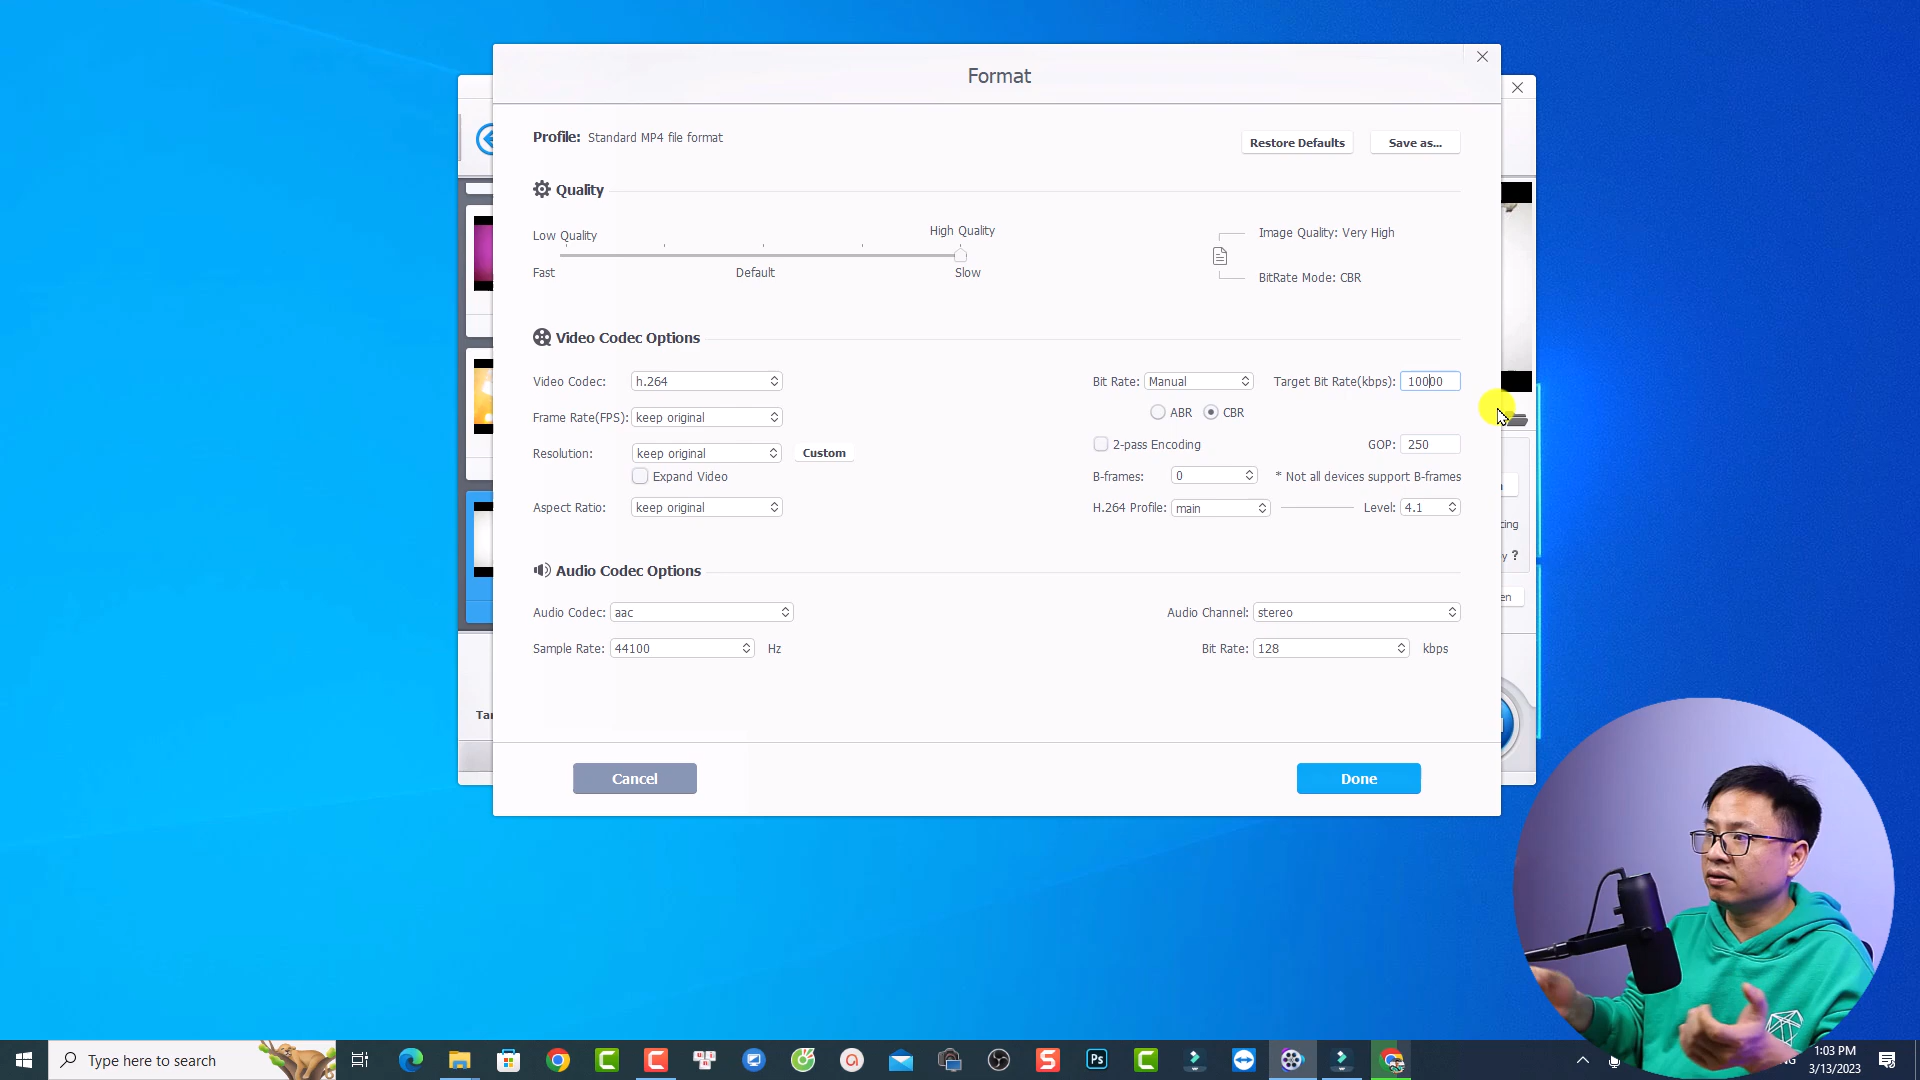 Format
Profile: Standard MP4 file format
Restore Defaults
Save as...
Quality
Low Quality
High Quality
Fast
Default
Slow
Image Quality: Very High
BitRate Mode: CBR
Video Codec Options
Video Codec: h.264
Bit Rate: Manual
Target Bit Rate(kbps): 10000
ABR
CBR
Frame Rate(FPS): keep original
2-pass Encoding
GOP: 250
Resolution: keep original
Custom
Expand Video
B-frames: 0
* Not all devices support B-frames
Aspect Ratio: keep original
H.264 Profile: main
Level: 4.1
Audio Codec Options
Audio Codec: aac
Audio Channel: stereo
Sample Rate: 44100 Hz
Bit Rate: 128 kbps
Cancel
Done
Type here to search
Ps
1:03 PM
3/13/2023